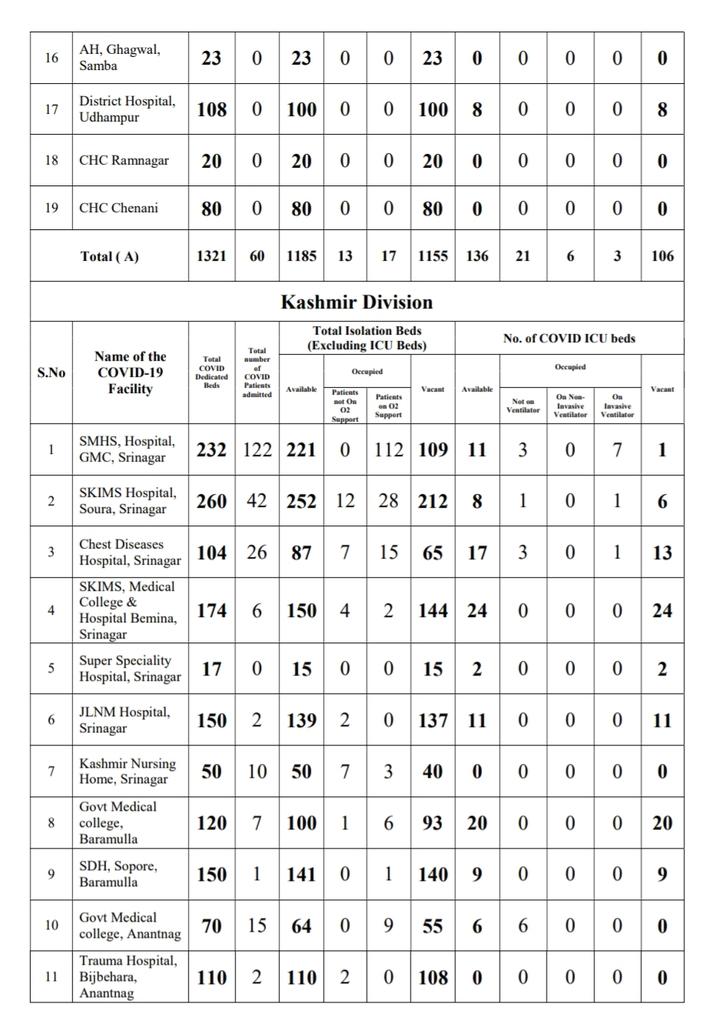 16 AH, Ghagwal, Samba 23 0 23 0 0 23 0 0 0 0 0
17 District Hospital, Udhampur 108 0 100 0 0 100 8 0 0 0 8
18 CHC Ramnagar 20 0 20 0 0 20 0 0 0 0 0
19 CHC Chenani 80 0 80 0 0 80 0 0 0 0 0
Total ( A) 1321 60 1185 13 17 1155 136 21 6 3 106
Kashmir Division
S.No
Name of the COVID-19 Facility
Total COVID Dedicated Beds
Total number of COVID Patients admitted
Total Isolation Beds (Excluding ICU Beds)
No. of COVID ICU beds
Available
Occupied
Vacant
Available
Occupied
Vacant
Patients not On O2 Support
Patients on O2 Support
Not on Ventilator
On Non-Invasive Ventilator
On Invasive Ventilator
1 SMHS, Hospital, GMC, Srinagar 232 122 221 0 112 109 11 3 0 7 1
2 SKIMS Hospital, Soura, Srinagar 260 42 252 12 28 212 8 1 0 1 6
3 Chest Diseases Hospital, Srinagar 104 26 87 7 15 65 17 3 0 1 13
4 SKIMS, Medical College & Hospital Bemina, Srinagar 174 6 150 4 2 144 24 0 0 0 24
5 Super Speciality Hospital, Srinagar 17 0 15 0 0 15 2 0 0 0 2
6 JLNM Hospital, Srinagar 150 2 139 2 0 137 11 0 0 0 11
7 Kashmir Nursing Home, Srinagar 50 10 50 7 3 40 0 0 0 0 0
8 Govt Medical college, Baramulla 120 7 100 1 6 93 20 0 0 0 20
9 SDH, Sopore, Baramulla 150 1 141 0 1 140 9 0 0 0 9
10 Govt Medical college, Anantnag 70 15 64 0 9 55 6 6 0 0 0
11 Trauma Hospital, Bijbehara, Anantnag 110 2 110 2 0 108 0 0 0 0 0